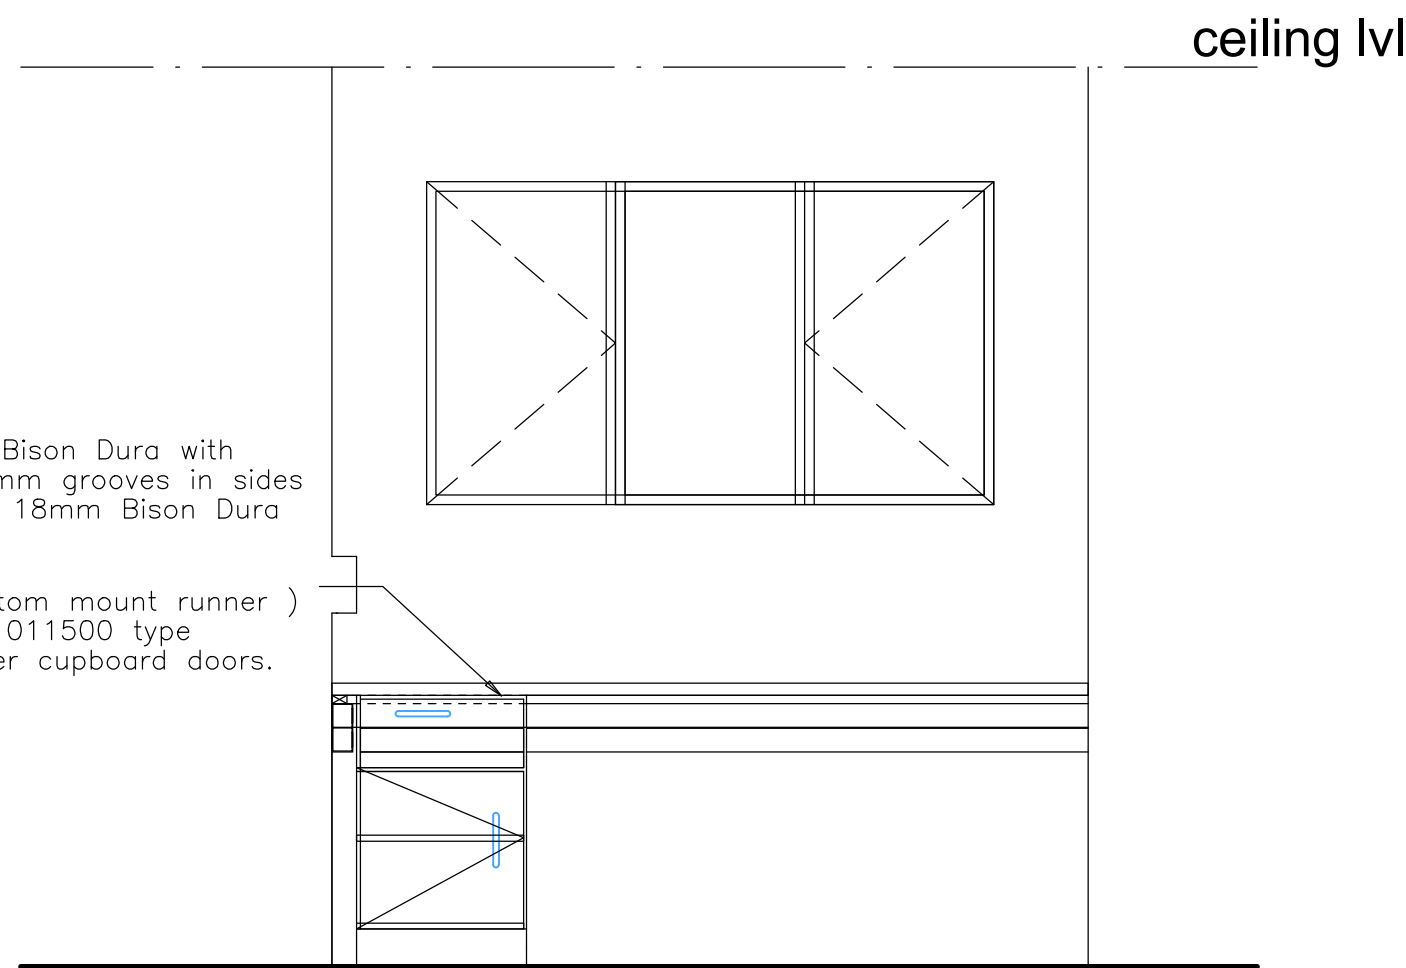 ceiling lvl
Bison Dura with
mm grooves in sides
18mm Bison Dura
tom mount runner )
011500 type
er cupboard doors.